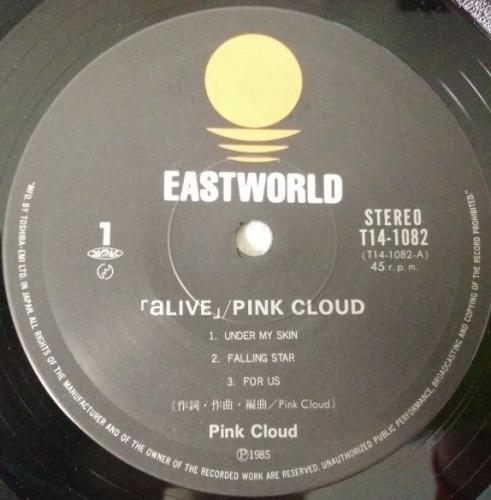 EASTWORLD
1
STEREO
T14-1082
(T14-1082-A)
45 r.p.m.
「aLIVE」/PINK CLOUD
1. UNDER MY SKIN
2. FALLING STAR
3. FOR US
(作詞・作曲・編曲/Pink Cloud)
Pink Cloud
Ⓟ1985
"M'F'D. BY TOSHIBA-EMI LTD. IN JAPAN. ALL RIGHTS OF THE MANUFACTURER AND OF THE OWNER OF THE RECORDED WORK ARE RESERVED. UNAUTHORIZED PUBLIC PERFORMANCE, BROADCASTING AND COPYING OF THE RECORD PROHIBITED."